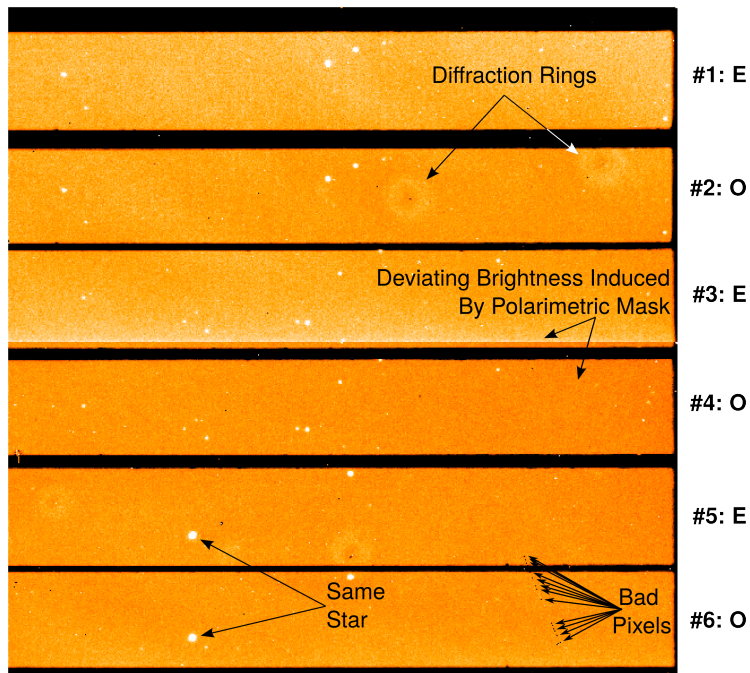 #1: E
Diffraction Rings
#2: O
Deviating Brightness Induced
By Polarimetric Mask
#3: E
#4: O
#5: E
Same
Star
Bad
Pixels
#6: O